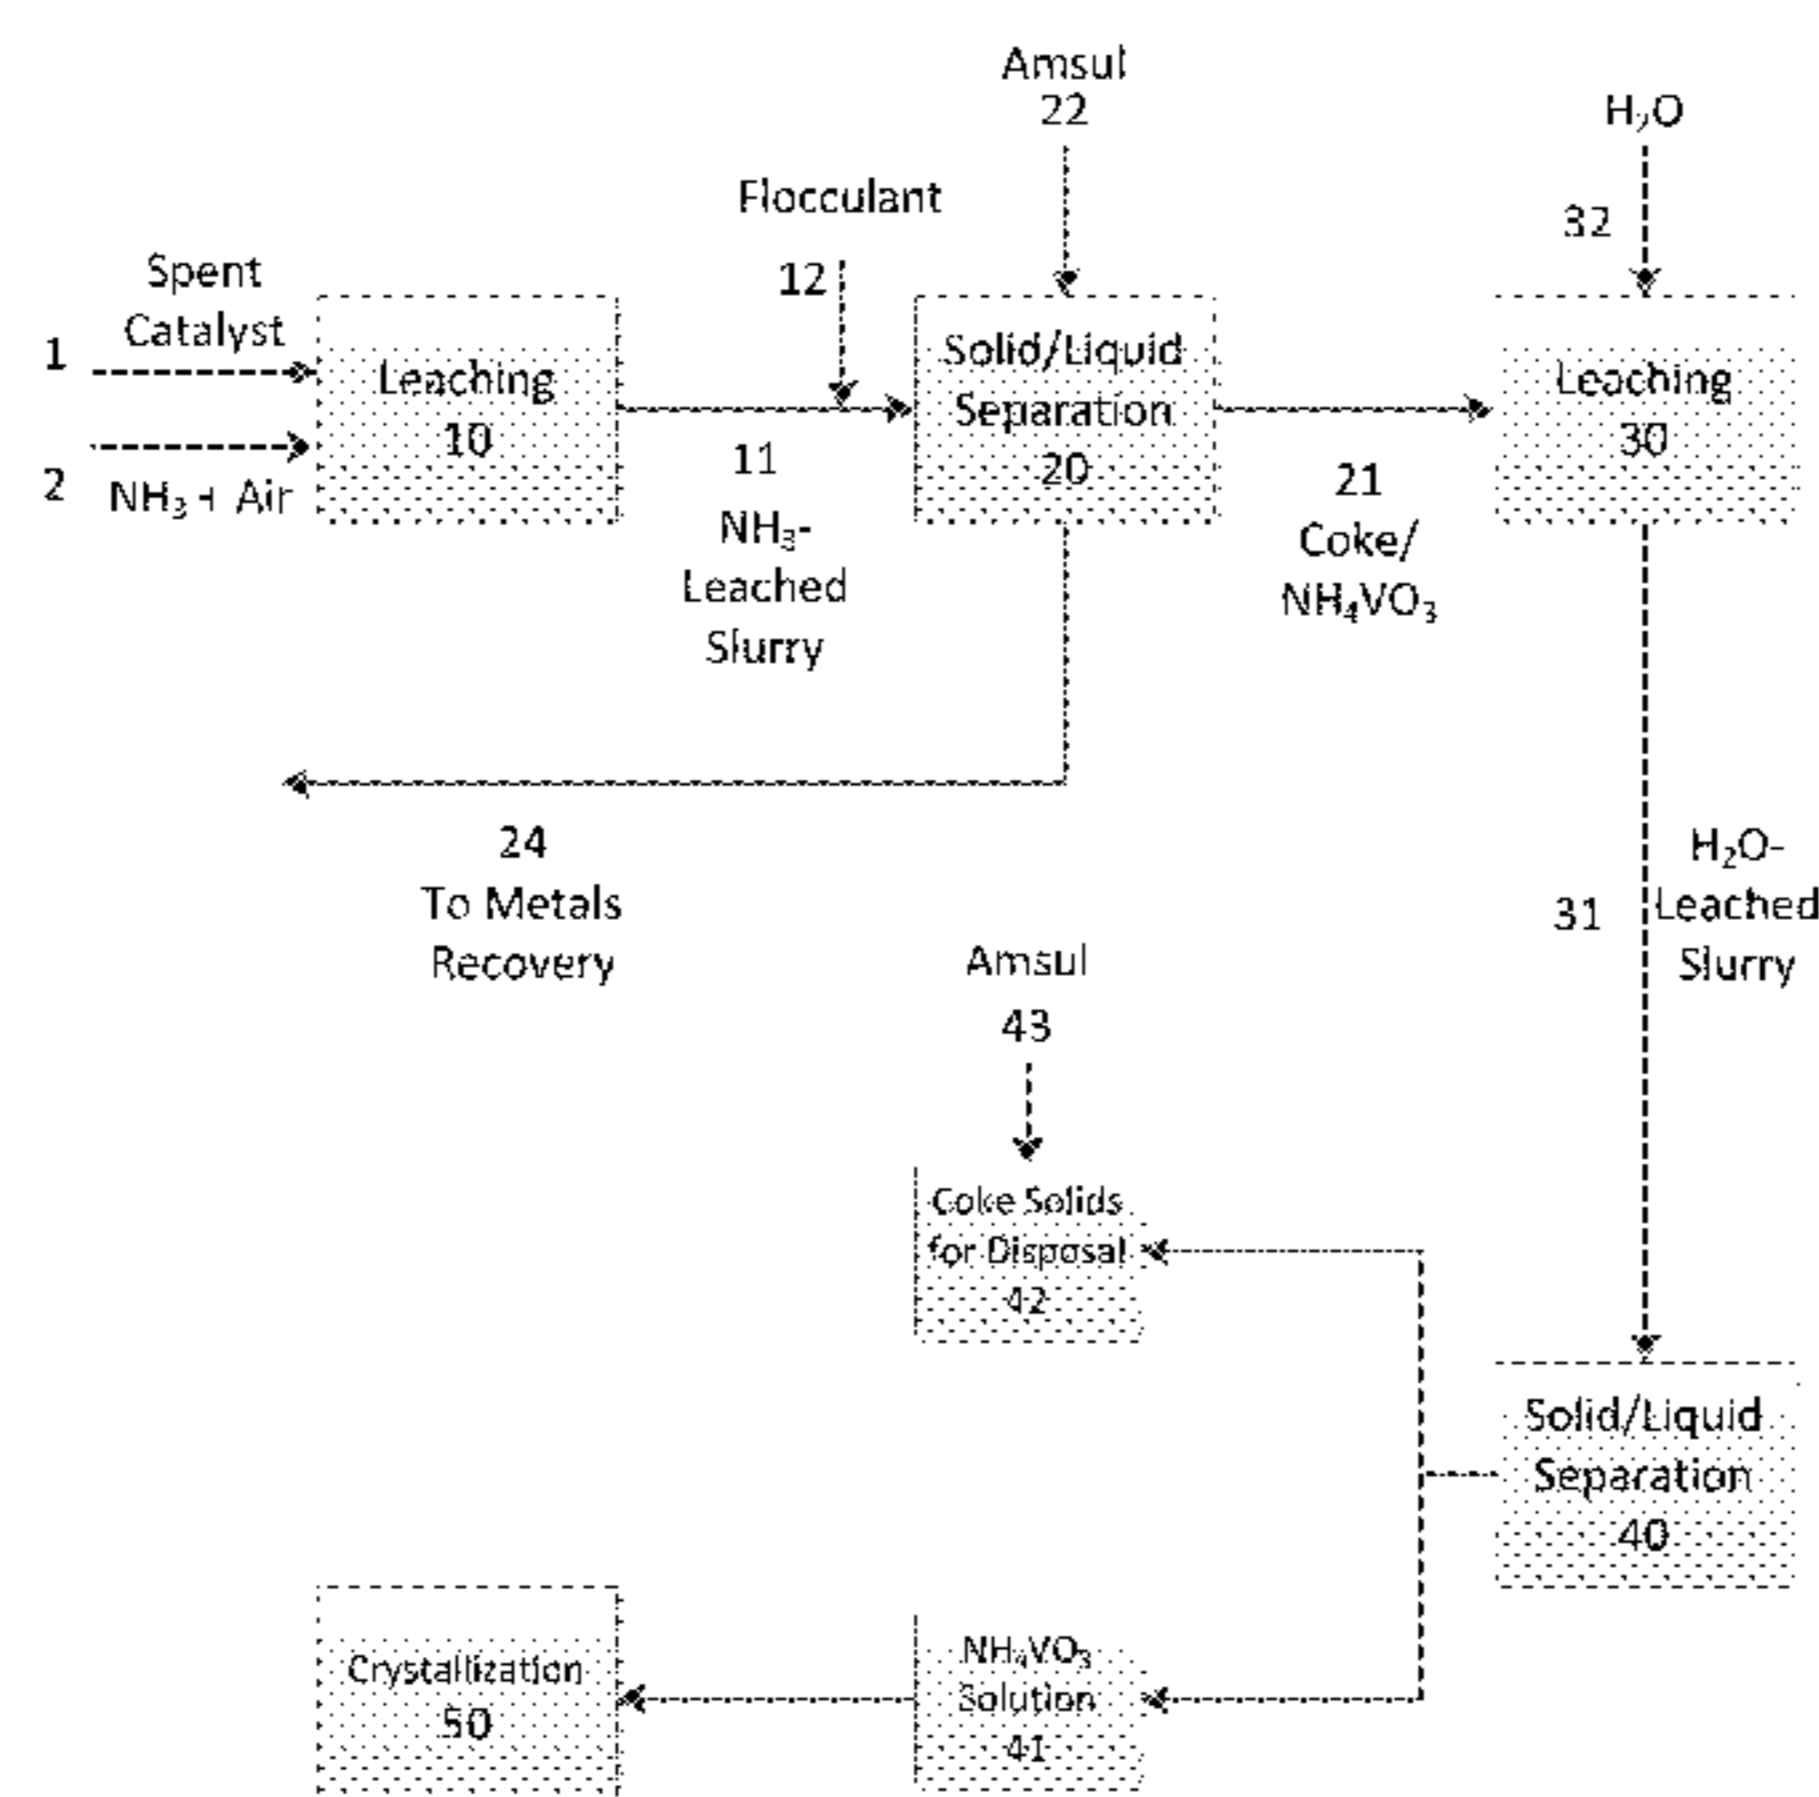 Amsul
22
H₂O
32
Flocculant
12
Spent
Catalyst
1
2
NH₃ + Air
Leaching
10
11
NH₃-
Leached
Slurry
Solid/Liquid
Separation
20
21
Coke/
NH₄VO₃
Leaching
30
24
To Metals
Recovery
31
H₂O-
Leached
Slurry
Amsul
43
Coke Solids
for Disposal
42
Solid/Liquid
Separation
40
NH₄VO₃
Solution
41
Crystallization
50